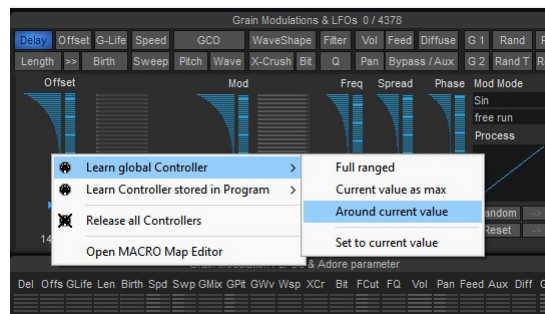 Grain Modulations & LFOs 0 / 4378
Delay Offset G-Life Speed GCO WaveShape Filter Vol Feed Diffuse G 1 Rand
Length >> Birth Sweep Pitch Wave X-Crush Bit Q Pan Bypass / Aux G 2 Rand T
Offset Mod Freq Spread Phase Mod Mode
Sin
free run
Process
Learn global Controller > Full ranged
Learn Controller stored in Program > Current value as max
Release all Controllers Around current value
Open MACRO Map Editor Set to current value
andom ->
Reset ->
14
& Adore parameter
Del Offs GLife Len Birth Spd Swp GMix GPit GWv Wsp XCr Bit FCut FQ Vol Pan Feed Aux Diff